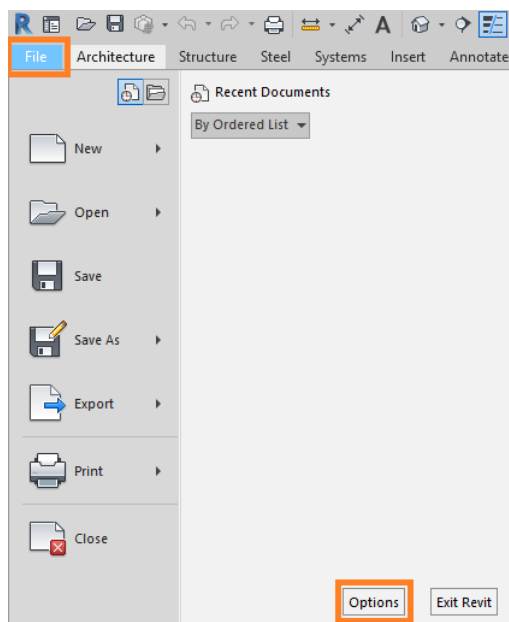 R A
File Architecture Structure Steel Systems Insert Annotate
Recent Documents
By Ordered List
New
Open
Save
Save As
Export
Print
Close
Options Exit Revit